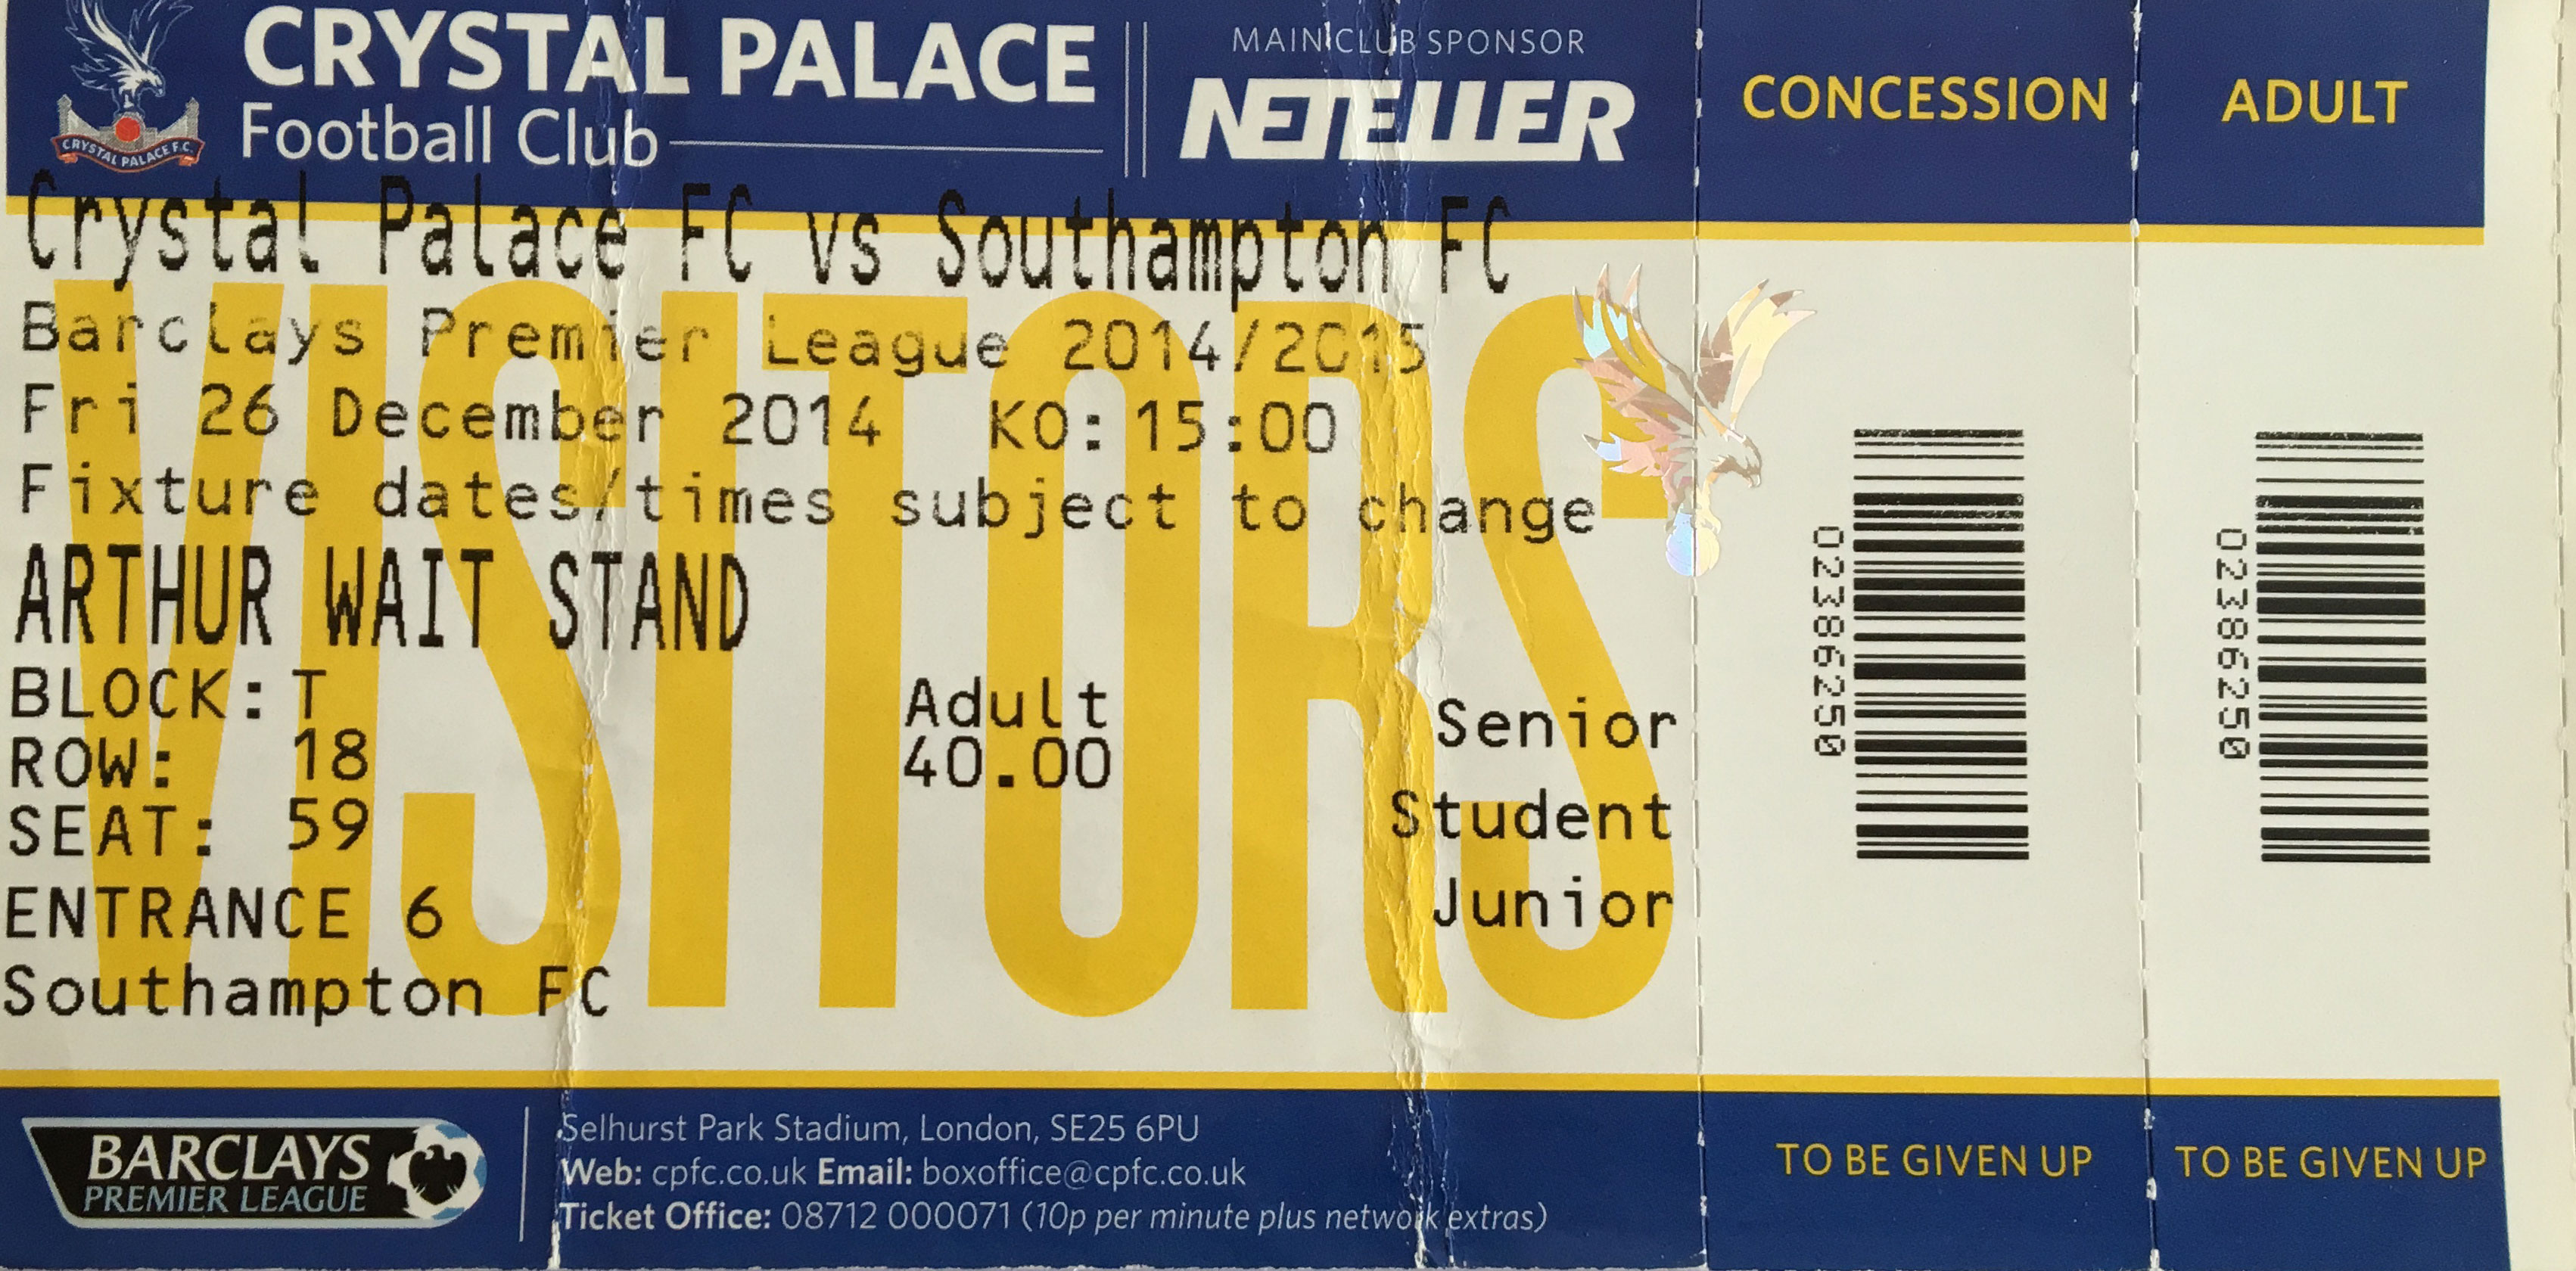 CRYSTAL PALACE
Football Club
CRYSTAL PALACE F.C.
MAIN CLUB SPONSOR
NETELLER
CONCESSION
ADULT
Crystal Palace FC vs Southampton FC
Barclays Premier League 2014/2015
Fri 26 December 2014 KO: 15:00
Fixture dates/times subject to change
VISITORS
ARTHUR WAIT STAND
BLOCK: T
ROW: 18
SEAT: 59
Adult
40.00
Senior
Student
Junior
ENTRANCE 6
Southampton FC
02386250
02386250
BARCLAYS
PREMIER LEAGUE
Selhurst Park Stadium, London, SE25 6PU
Web: cpfc.co.uk Email: boxoffice@cpfc.co.uk
Ticket Office: 08712 000071 (10p per minute plus network extras)
TO BE GIVEN UP
TO BE GIVEN UP